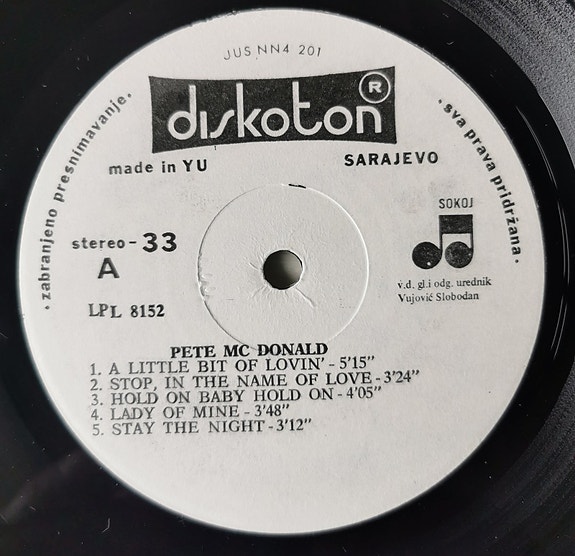 JUS NN4 201
diskoton®
made in YU
SARAJEVO
· zabranjeno presnimavanje·
·sva prava pridržana.·
stereo - 33
A
LPL 8152
SOKOJ
v.d. gl.i odg. urednik
Vujović Slobodan
PETE MC DONALD
1. A LITTLE BIT OF LOVIN' - 5'15"
2. STOP, IN THE NAME OF LOVE - 3'24"
3. HOLD ON BABY HOLD ON - 4'05"
4. LADY OF MINE - 3'48"
5. STAY THE NIGHT - 3'12"